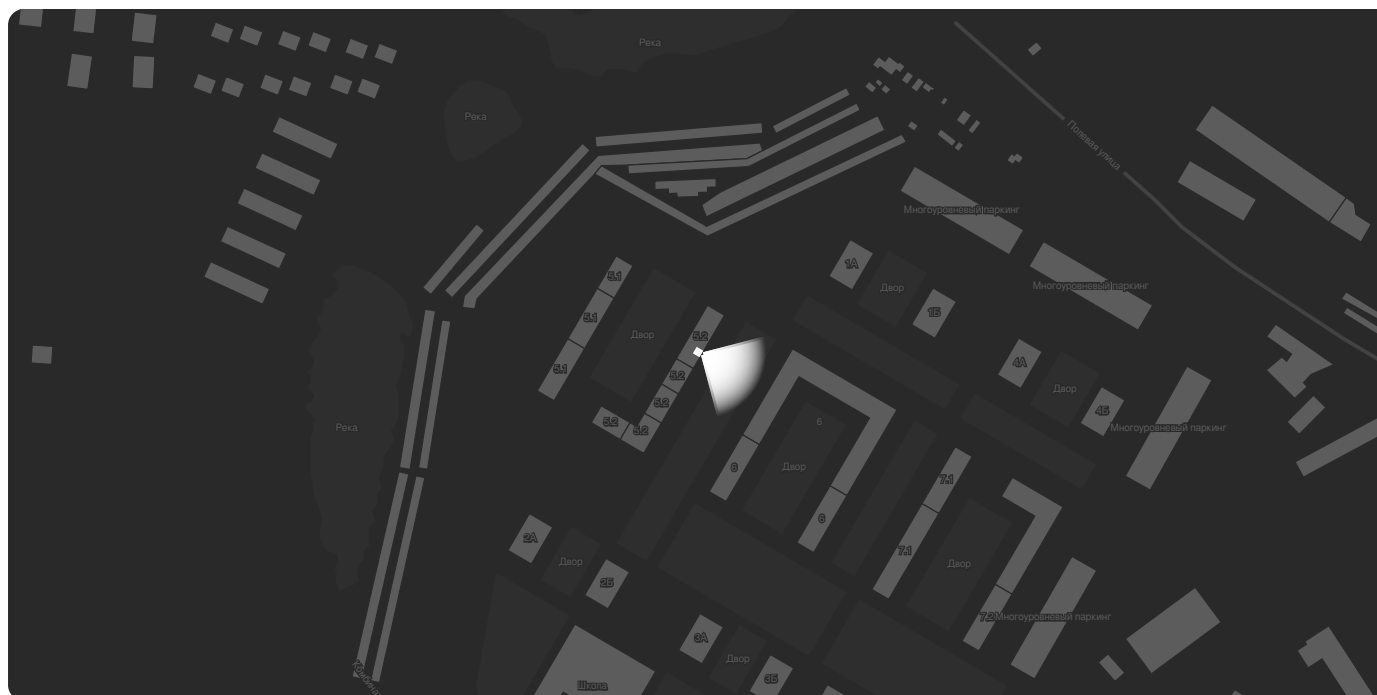 Река
Река
Полевая улица
Многоуровневый паркинг
1А
Двор
5.1
Многоуровневый паркинг
1Б
5.1
Двор
5.2
4А
5.1
5.2
Двор
5.2
4Б
5.2
6
Река
5.2
Многоуровневый паркинг
6
Двор
7.1
6
2А
7.1
Двор
Двор
2Б
7.2
Многоуровневый паркинг
3А
Двор
3Б
Школа